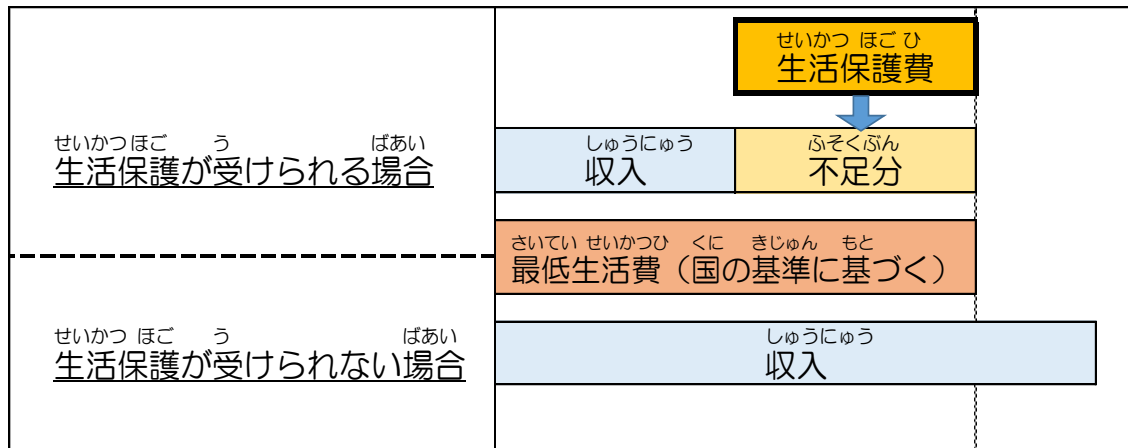 せいかつ ほご ひ
生活保護費
せいかつ ほご う ばあい
生活保護が受けられる場合
しゅうにゅう
収入
ふそくぶん
不足分
さいてい せいかつひ くに きじゅん もと
最低生活費（国の基準に基づく）
せいかつ ほご う ばあい
生活保護が受けられない場合
しゅうにゅう
収入